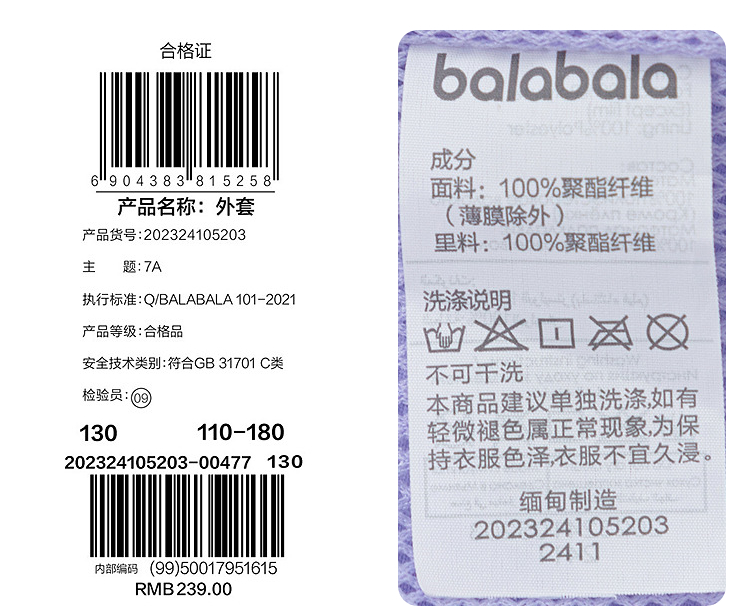 合格证
6 904383 815258
产品名称：外套
产品货号：202324105203
主 题：7A
执行标准：Q/BALABALA 101-2021
产品等级：合格品
安全技术类别：符合GB 31701 C类
检验员：09
130 110-180
202324105203-00477 130
内部编码 (99)50017951615
RMB239.00
balabala
成分
面料：100%聚酯纤维
（薄膜除外）
里料：100%聚酯纤维
洗涤说明
不可干洗
本商品建议单独洗涤,如有
轻微褪色属正常现象,为保
持衣服色泽,衣服不宜久浸。
缅甸制造
202324105203
2411